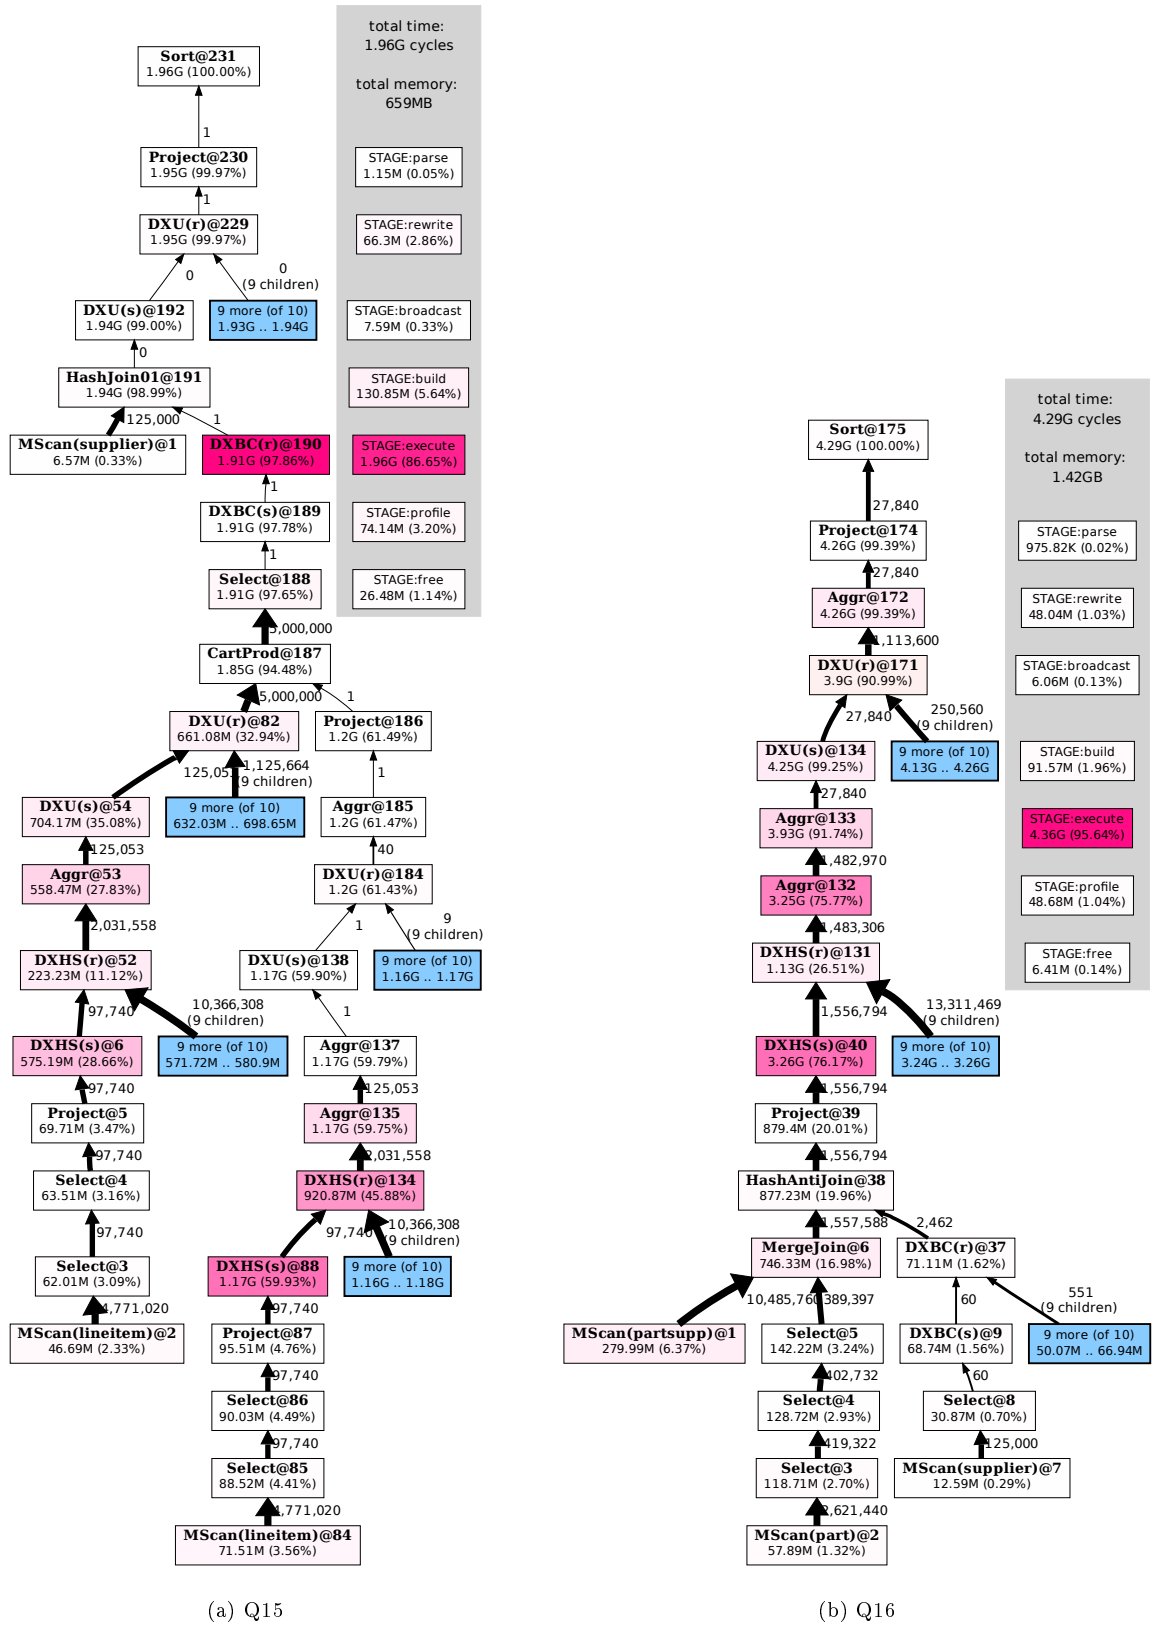 total time:
1.96G cycles
total memory:
659MB
Sort@231
1.96G (100.00%)
1
Project@230
1.95G (99.97%)
STAGE:parse
1.15M (0.05%)
1
DXU(r)@229
1.95G (99.97%)
STAGE:rewrite
66.3M (2.86%)
0
0
(9 children)
DXU(s)@192
1.94G (99.00%)
9 more (of 10)
1.93G .. 1.94G
STAGE:broadcast
7.59M (0.33%)
0
HashJoin01@191
1.94G (98.99%)
STAGE:build
130.85M (5.64%)
125,000
1
MScan(supplier)@1
6.57M (0.33%)
DXBC(r)@190
1.91G (97.86%)
STAGE:execute
1.96G (86.65%)
1
DXBC(s)@189
1.91G (97.78%)
STAGE:profile
74.14M (3.20%)
1
Select@188
1.91G (97.65%)
STAGE:free
26.48M (1.14%)
5,000,000
CartProd@187
1.85G (94.48%)
5,000,000
1
DXU(r)@82
661.08M (32.94%)
Project@186
1.2G (61.49%)
125,053
1,125,664
(9 children)
1
DXU(s)@54
704.17M (35.08%)
9 more (of 10)
632.03M .. 698.65M
Aggr@185
1.2G (61.47%)
125,053
40
Aggr@53
558.47M (27.83%)
DXU(r)@184
1.2G (61.43%)
2,031,558
1
9
(9 children)
DXHS(r)@52
223.23M (11.12%)
DXU(s)@138
1.17G (59.90%)
9 more (of 10)
1.16G .. 1.17G
97,740
10,366,308
(9 children)
1
DXHS(s)@6
575.19M (28.66%)
9 more (of 10)
571.72M .. 580.9M
Aggr@137
1.17G (59.79%)
97,740
125,053
Project@5
69.71M (3.47%)
Aggr@135
1.17G (59.75%)
97,740
2,031,558
Select@4
63.51M (3.16%)
DXHS(r)@134
920.87M (45.88%)
97,740
97,740
10,366,308
(9 children)
Select@3
62.01M (3.09%)
DXHS(s)@88
1.17G (59.93%)
9 more (of 10)
1.16G .. 1.18G
4,771,020
97,740
MScan(lineitem)@2
46.69M (2.33%)
Project@87
95.51M (4.76%)
97,740
Select@86
90.03M (4.49%)
97,740
Select@85
88.52M (4.41%)
4,771,020
MScan(lineitem)@84
71.51M (3.56%)
(a) Q15
total time:
4.29G cycles
total memory:
1.42GB
Sort@175
4.29G (100.00%)
27,840
Project@174
4.26G (99.39%)
STAGE:parse
975.82K (0.02%)
27,840
Aggr@172
4.26G (99.39%)
STAGE:rewrite
48.04M (1.03%)
1,113,600
DXU(r)@171
3.9G (90.99%)
STAGE:broadcast
6.06M (0.13%)
27,840
250,560
(9 children)
DXU(s)@134
4.25G (99.25%)
9 more (of 10)
4.13G .. 4.26G
STAGE:build
91.57M (1.96%)
27,840
Aggr@133
3.93G (91.74%)
STAGE:execute
4.36G (95.64%)
1,482,970
Aggr@132
3.25G (75.77%)
STAGE:profile
48.68M (1.04%)
1,483,306
DXHS(r)@131
1.13G (26.51%)
STAGE:free
6.41M (0.14%)
1,556,794
13,311,469
(9 children)
DXHS(s)@40
3.26G (76.17%)
9 more (of 10)
3.24G .. 3.26G
1,556,794
Project@39
879.4M (20.01%)
1,556,794
HashAntiJoin@38
877.23M (19.96%)
1,557,588
2,462
MergeJoin@6
746.33M (16.98%)
DXBC(r)@37
71.11M (1.62%)
10,485,760
389,397
60
551
(9 children)
MScan(partsupp)@1
279.99M (6.37%)
Select@5
142.22M (3.24%)
DXBC(s)@9
68.74M (1.56%)
9 more (of 10)
50.07M .. 66.94M
402,732
60
Select@4
128.72M (2.93%)
Select@8
30.87M (0.70%)
419,322
125,000
Select@3
118.71M (2.70%)
MScan(supplier)@7
12.59M (0.29%)
2,621,440
MScan(part)@2
57.89M (1.32%)
(b) Q16